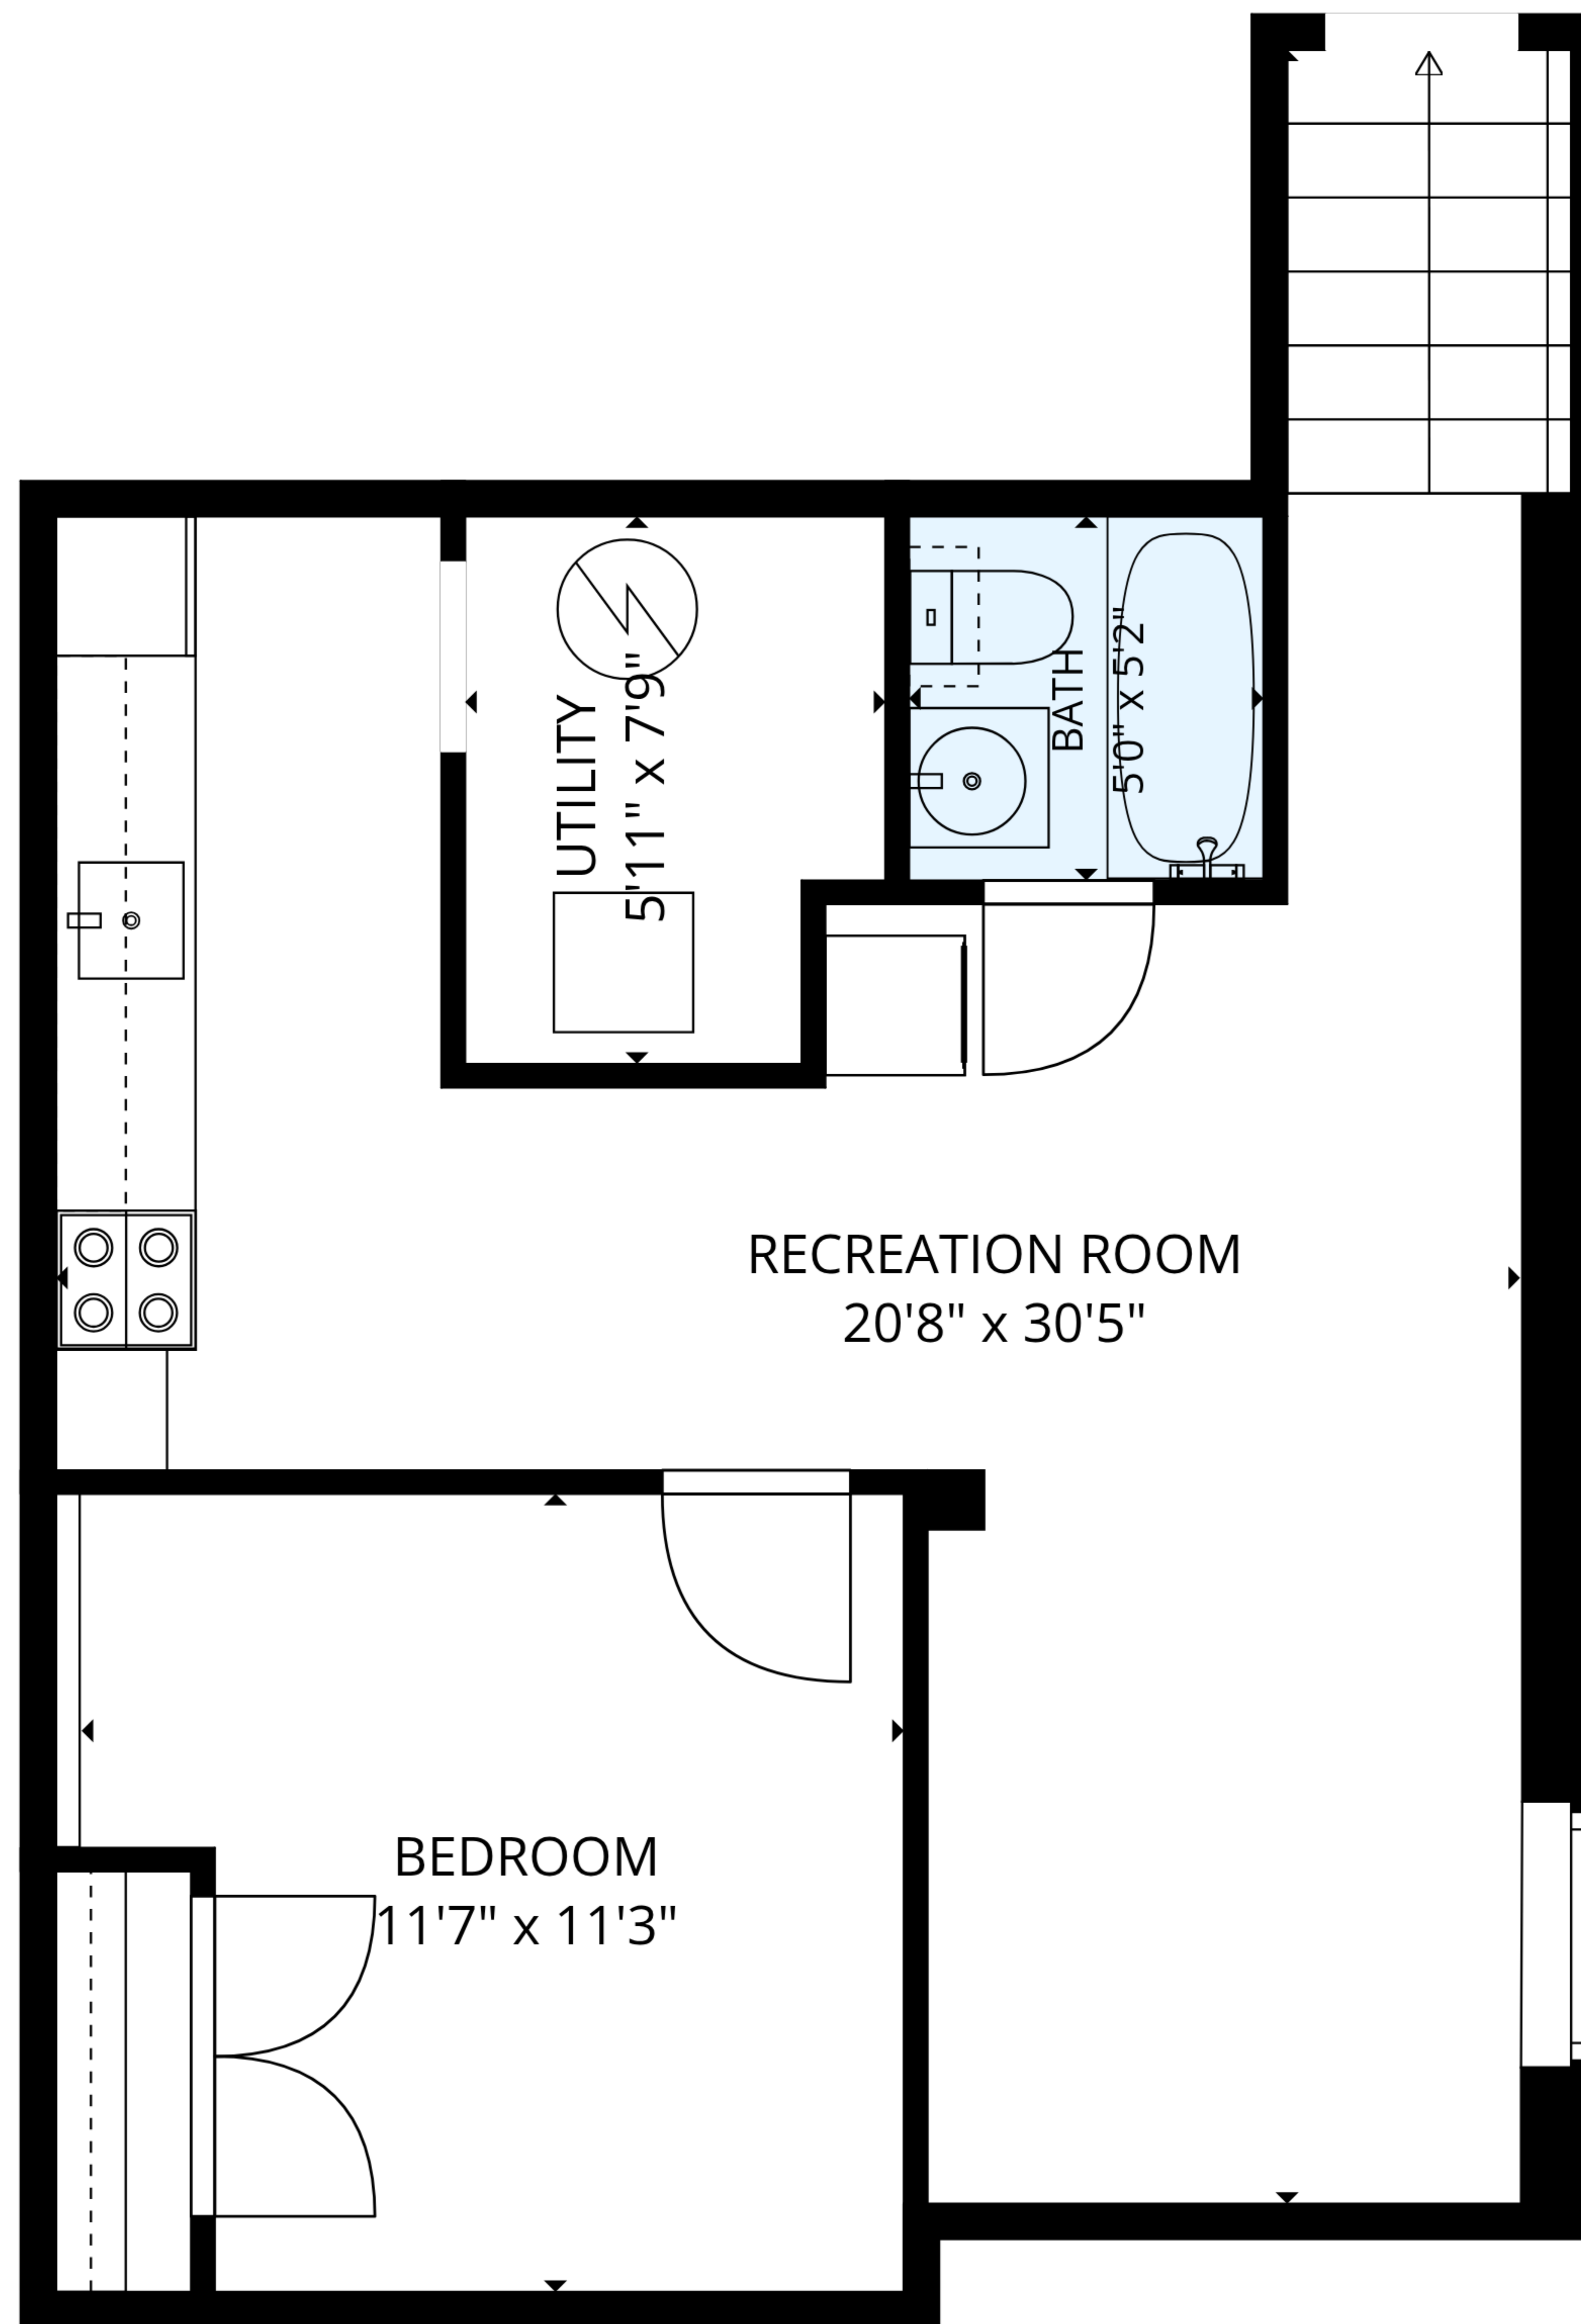 UTILITY
5'11" x 7'9"
BATH
5'0" x 5'2"
RECREATION ROOM
20'8" x 30'5"
BEDROOM
11'7" x 11'3"